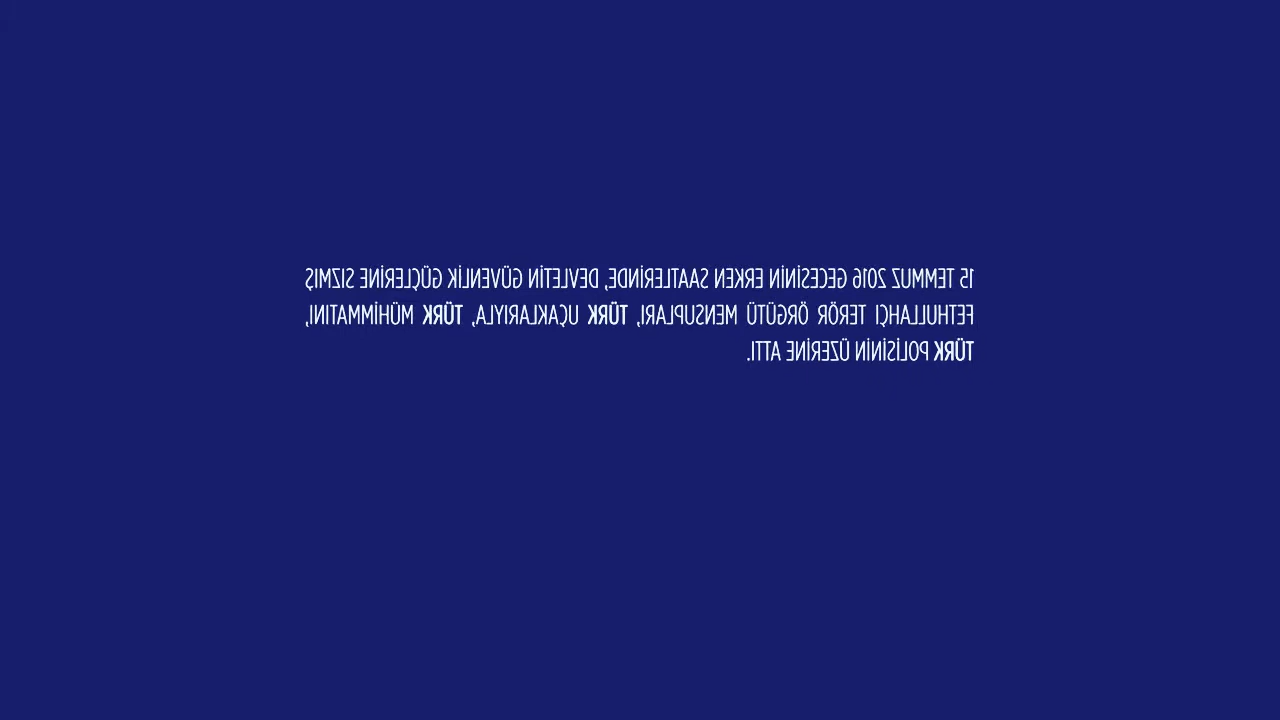 15 TEMMUZ 2016 GECESİNİN ERKEN SAATLERİNDE, DEVLETİN GÜVENLİK GÜÇLERİNE SIZMIŞ
FETHULLAHÇI TERÖR ÖRGÜTÜ MENSUPLARI, TÜRK UÇAKLARIYLA, TÜRK MÜHİMMATINI,
TÜRK POLİSİNİN ÜZERİNE ATTI.